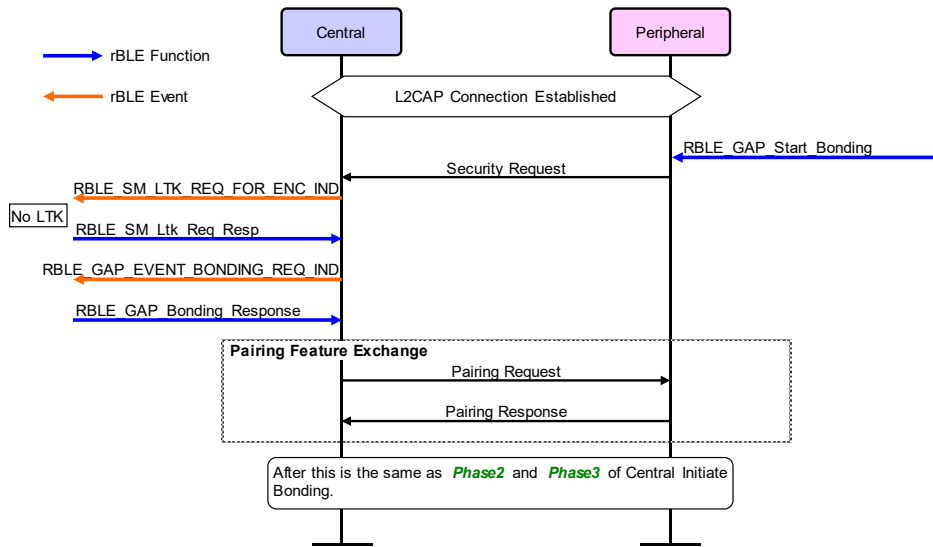 Central
Peripheral
rBLE Function
rBLE Event
L2CAP Connection Established
RBLE_GAP_Start_Bonding
Security Request
RBLE_SM_LTK_REQ_FOR_ENC_IND
No LTK
RBLE_SM_Ltk_Req_Resp
RBLE_GAP_EVENT_BONDING_REQ_IND
RBLE_GAP_Bonding_Response
Pairing Feature Exchange
Pairing Request
Pairing Response
After this is the same as Phase2 and Phase3 of Central Initiate
Bonding.